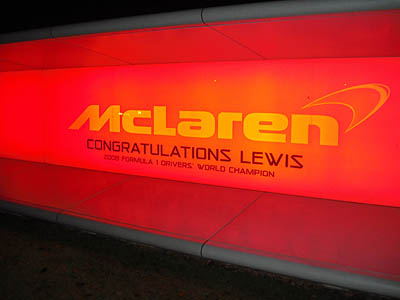 McLaren
CONGRATULATIONS LEWIS
2008 FORMULA 1 DRIVERS' WORLD CHAMPION